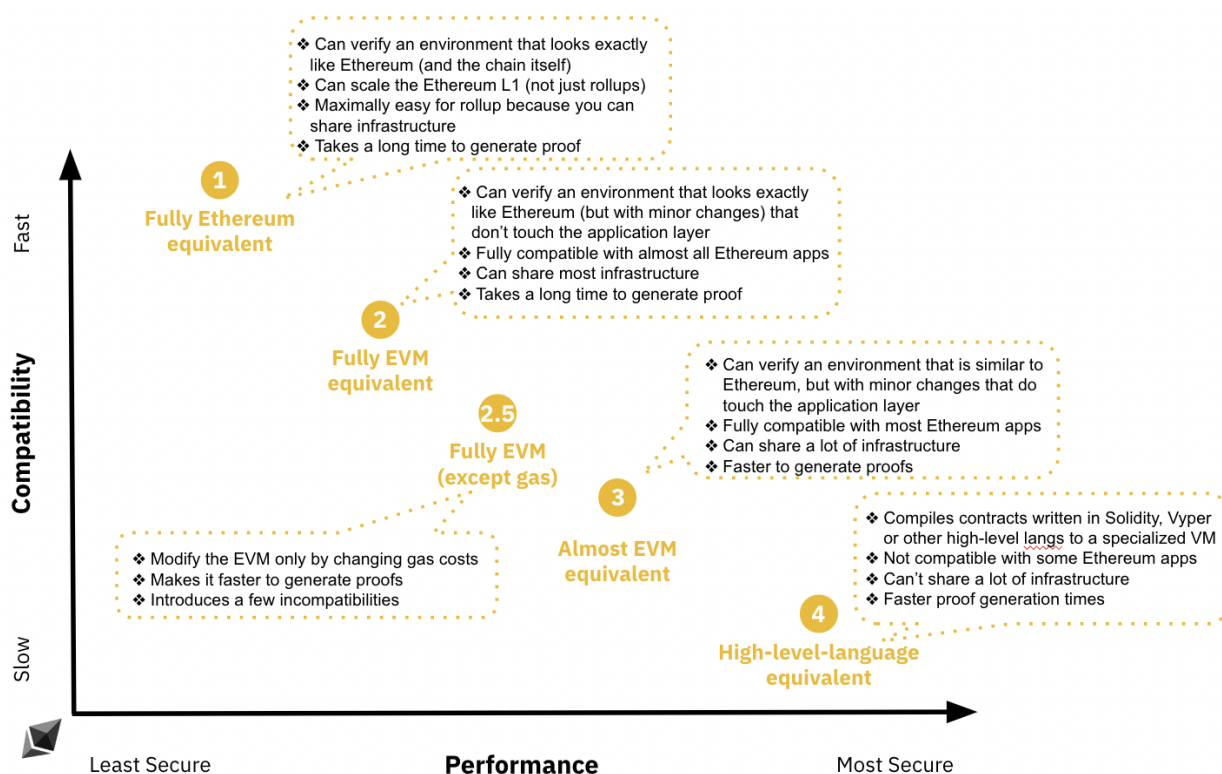 ❖ Can verify an environment that looks exactly
like Ethereum (and the chain itself)
❖ Can scale the Ethereum L1 (not just rollups)
❖ Maximally easy for rollup because you can
share infrastructure
❖ Takes a long time to generate proof
1
Fully Ethereum
equivalent
❖ Can verify an environment that looks exactly
like Ethereum (but with minor changes) that
don't touch the application layer
❖ Fully compatible with almost all Ethereum apps
❖ Can share most infrastructure
❖ Takes a long time to generate proof
2
Fully EVM
equivalent
❖ Can verify an environment that is similar to
Ethereum, but with minor changes that do
touch the application layer
❖ Fully compatible with most Ethereum apps
❖ Can share a lot of infrastructure
❖ Faster to generate proofs
2.5
Fully EVM
(except gas)
3
Almost EVM
equivalent
❖ Modify the EVM only by changing gas costs
❖ Makes it faster to generate proofs
❖ Introduces a few incompatibilities
❖ Compiles contracts written in Solidity, Vyper
or other high-level langs to a specialized VM
❖ Not compatible with some Ethereum apps
❖ Can't share a lot of infrastructure
❖ Faster proof generation times
4
High-level-language
equivalent
Fast
Compatibility
Slow
Least Secure
Performance
Most Secure